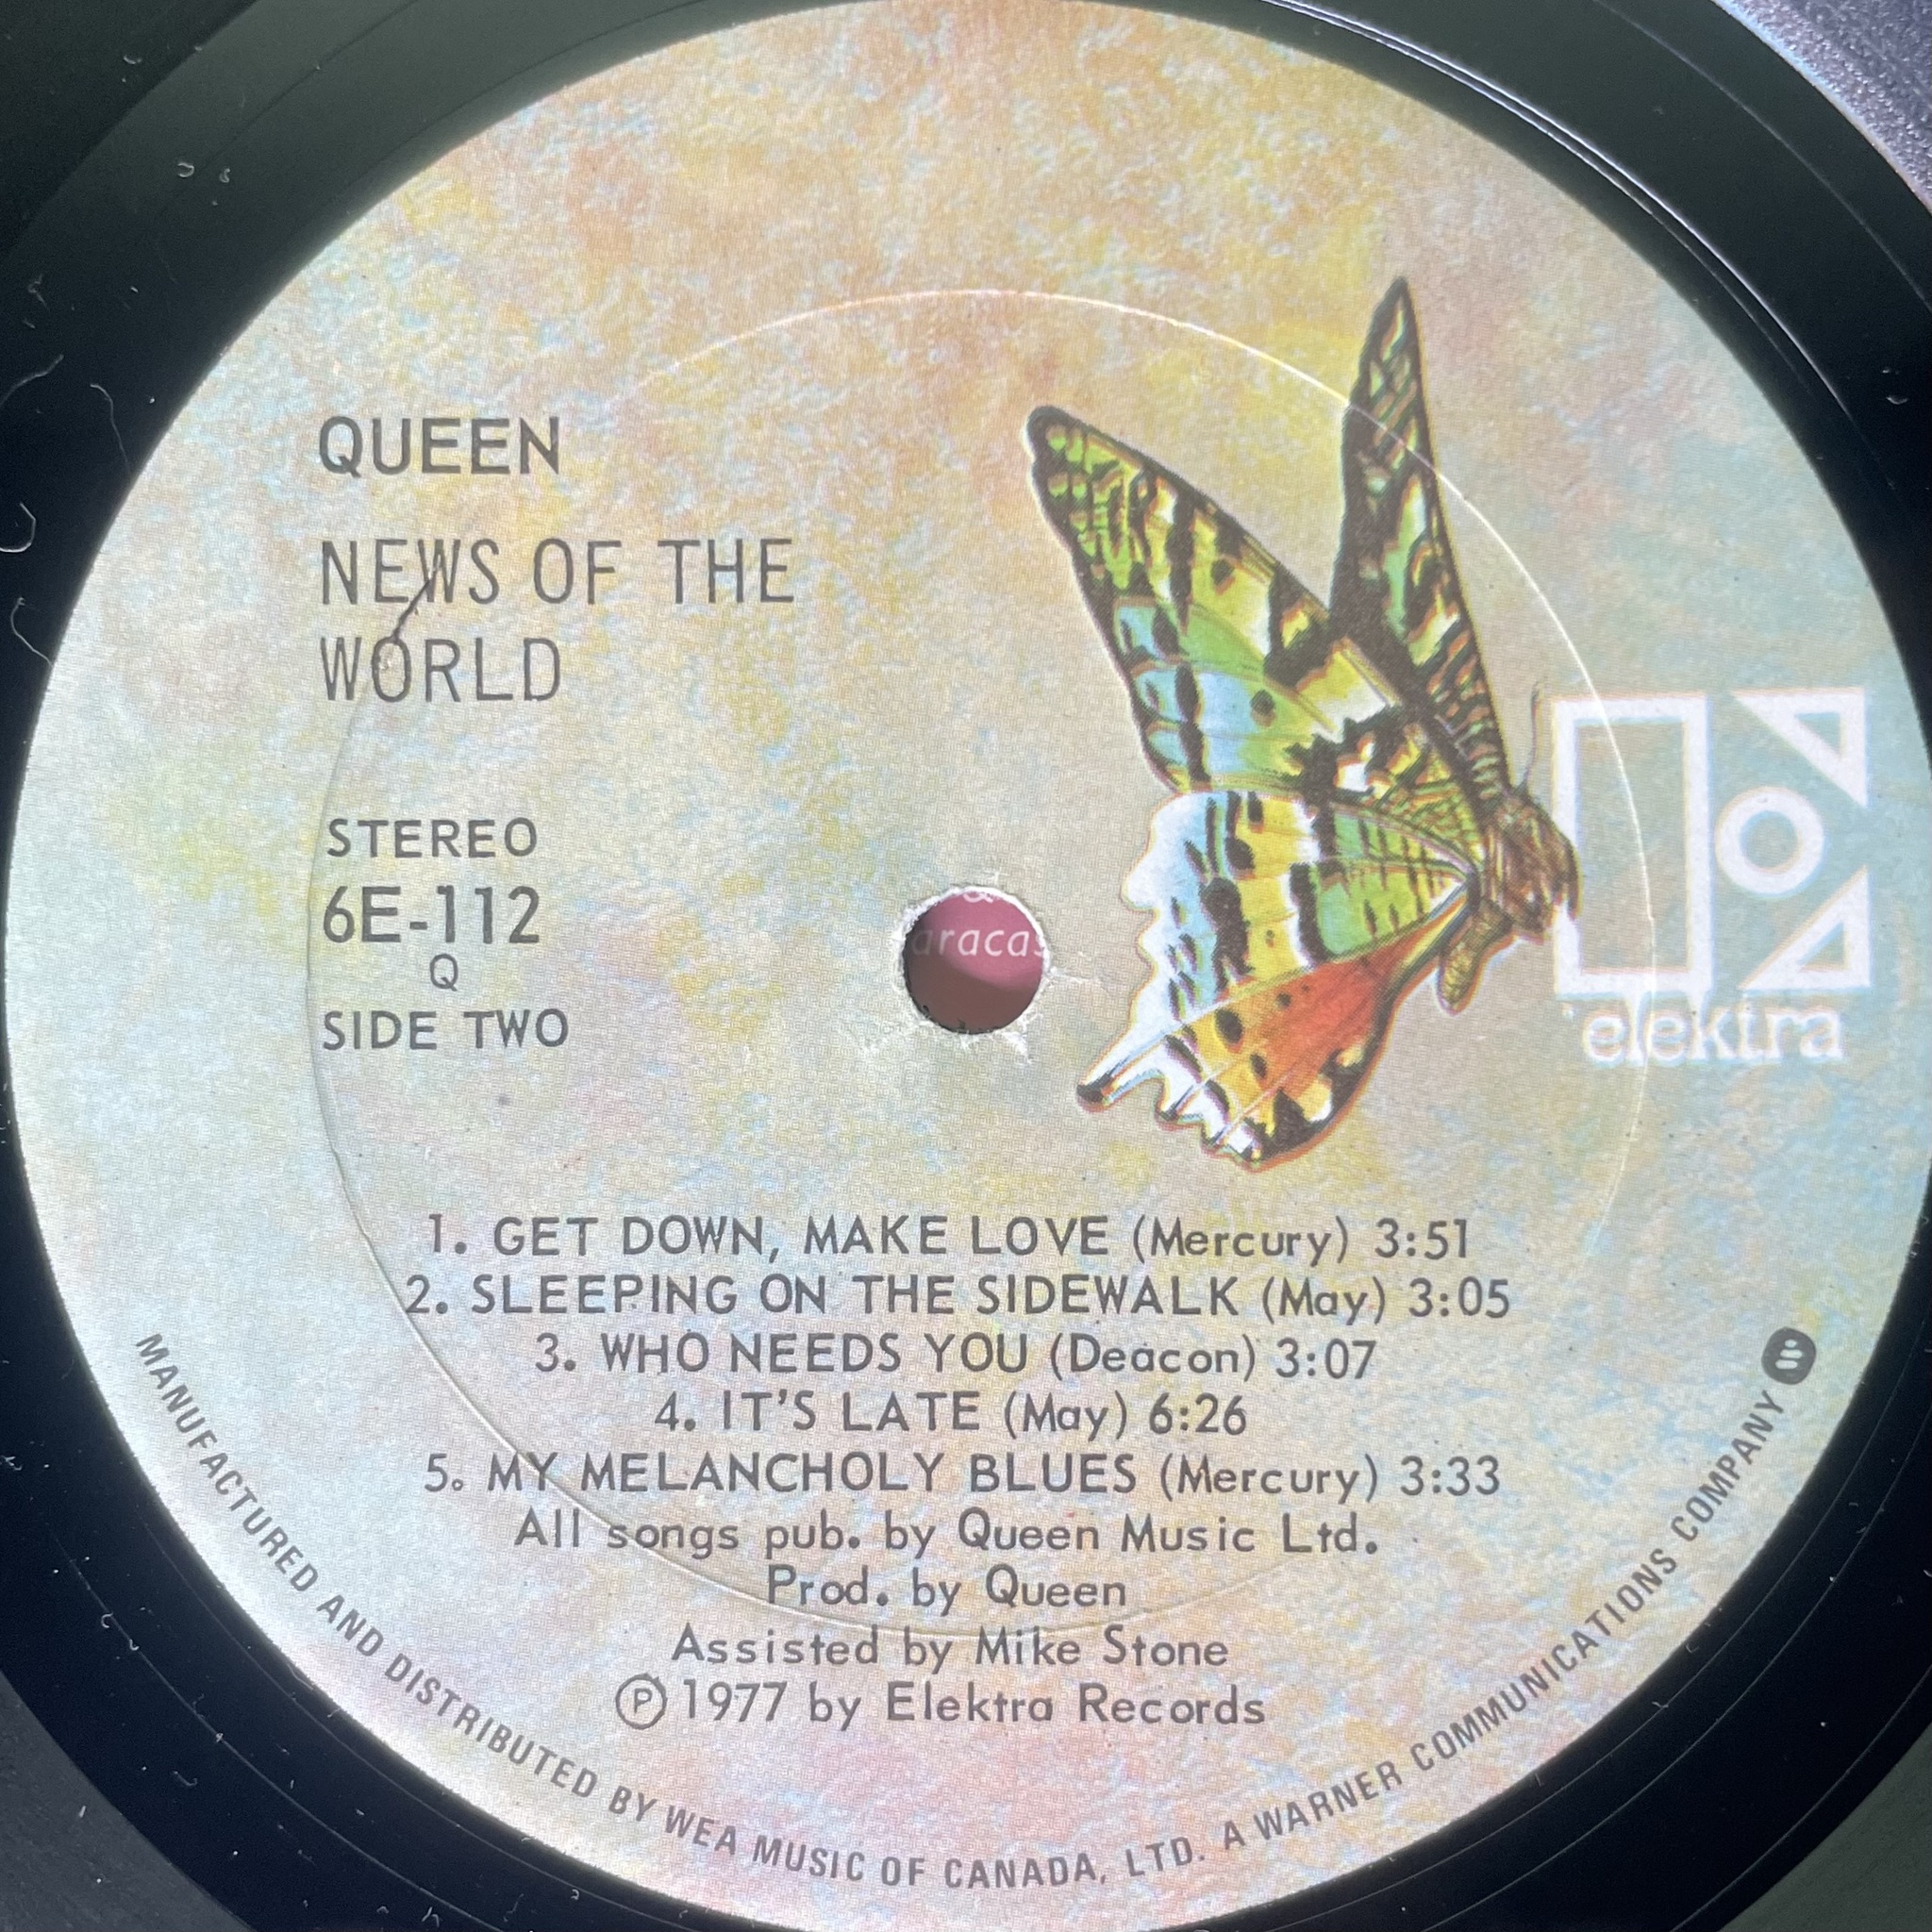 QUEEN
NEWS OF THE
WORLD
STEREO
6E-112
Q
SIDE TWO
elektra
1. GET DOWN, MAKE LOVE (Mercury) 3:51
2. SLEEPING ON THE SIDEWALK (May) 3:05
3. WHO NEEDS YOU (Deacon) 3:07
4. IT'S LATE (May) 6:26
5. MY MELANCHOLY BLUES (Mercury) 3:33
All songs pub. by Queen Music Ltd.
Prod. by Queen
Assisted by Mike Stone
Ⓟ 1977 by Elektra Records
MANUFACTURED AND DISTRIBUTED BY WEA MUSIC OF CANADA, LTD. A WARNER COMMUNICATIONS COMPANY